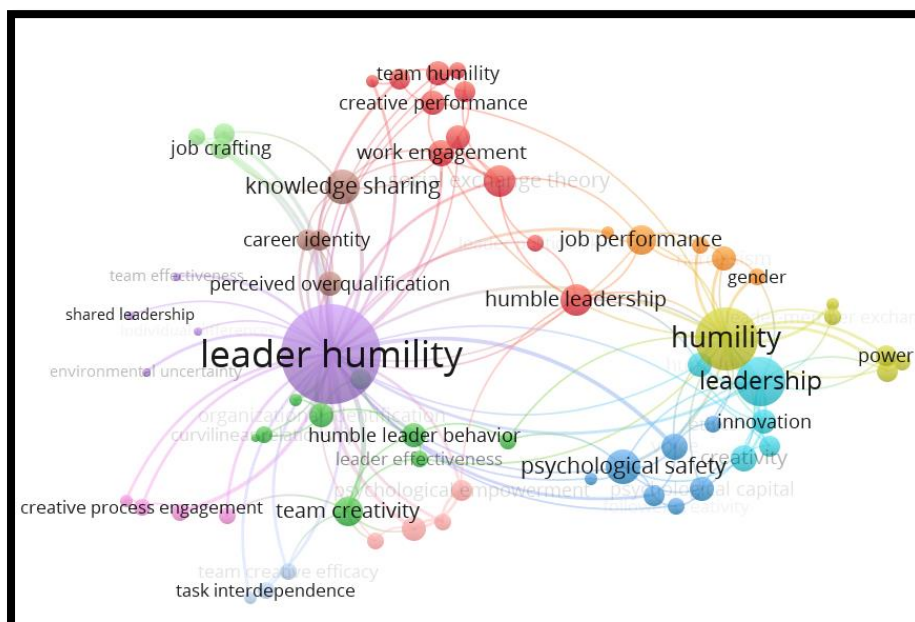 team humility
creative performance
job crafting
work engagement
knowledge sharing
social exchange theory
career identity
job performance
team effectiveness
perceived overqualification
gender
humble leadership
shared leadership
leader humility
humility
power
environmental uncertainty
leadership
organizational identification
innovation
humble leader behavior
leader effectiveness
creativity
psychological safety
psychological empowerment
psychological capital
creative process engagement
team creativity
team creative efficacy
task interdependence